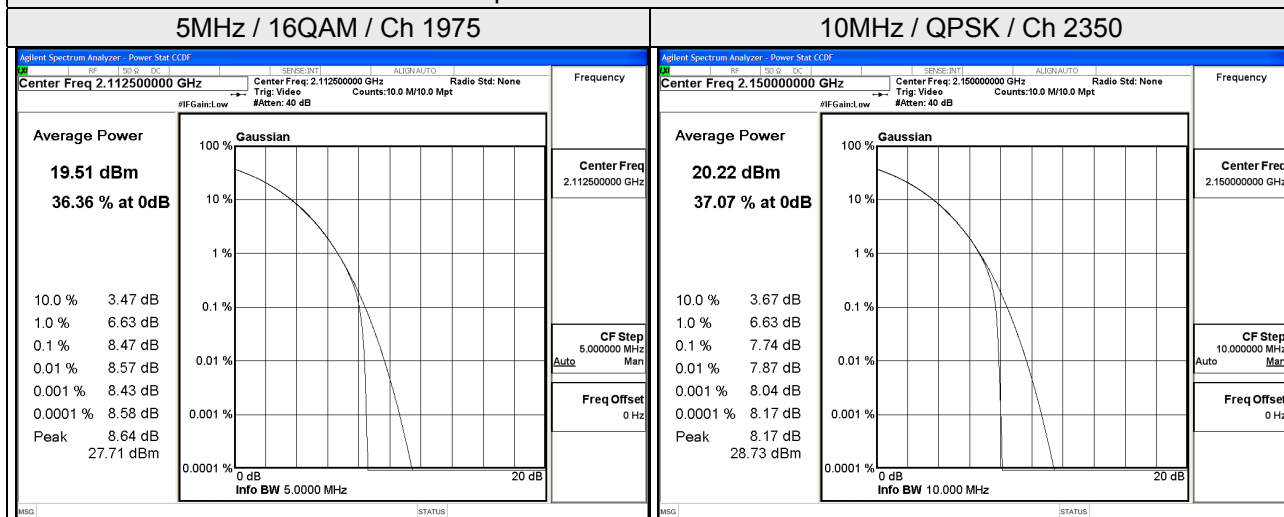 5MHz / 16QAM / Ch 1975
Agilent Spectrum Analyzer - Power Stat CCDF
LXI RF 50 Ω DC SENSE:INT ALIGN AUTO
Center Freq 2.112500000 GHz
Center Freq: 2.112500000 GHz Radio Std: None
Trig: Video Counts:10.0 M/10.0 Mpt
#IFGain:Low #Atten: 40 dB
Frequency
Average Power
19.51 dBm
36.36 % at 0dB
10.0 % 3.47 dB
1.0 % 6.63 dB
0.1 % 8.47 dB
0.01 % 8.57 dB
0.001 % 8.43 dB
0.0001 % 8.58 dB
Peak 8.64 dB
27.71 dBm
Gaussian
100 %
10 %
1 %
0.1 %
0.01 %
0.001 %
0.0001 %
0 dB 20 dB
Info BW 5.0000 MHz
Center Freq
2.112500000 GHz
CF Step
5.000000 MHz
Auto Man
Freq Offset
0 Hz
MSG STATUS
10MHz / QPSK / Ch 2350
Agilent Spectrum Analyzer - Power Stat CCDF
LXI RF 50 Ω DC SENSE:INT ALIGN AUTO
Center Freq 2.150000000 GHz
Center Freq: 2.150000000 GHz Radio Std: None
Trig: Video Counts:10.0 M/10.0 Mpt
#IFGain:Low #Atten: 40 dB
Frequency
Average Power
20.22 dBm
37.07 % at 0dB
10.0 % 3.67 dB
1.0 % 6.63 dB
0.1 % 7.74 dB
0.01 % 7.87 dB
0.001 % 8.04 dB
0.0001 % 8.17 dB
Peak 8.17 dB
28.73 dBm
Gaussian
100 %
10 %
1 %
0.1 %
0.01 %
0.001 %
0.0001 %
0 dB 20 dB
Info BW 10.000 MHz
Center Freq
2.150000000 GHz
CF Step
10.000000 MHz
Auto Man
Freq Offset
0 Hz
MSG STATUS